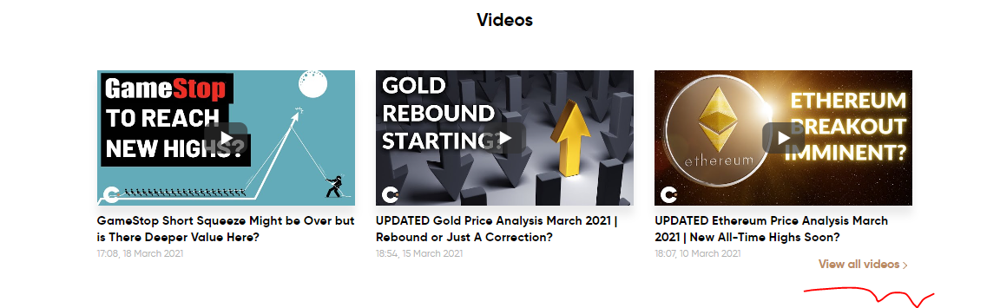 Videos
GameStop
TO REACH
NEW HIGHS?
GOLD
REBOUND
STARTING?
ETHEREUM
BREAKOUT
IMMINENT?
ethereum
GameStop Short Squeeze Might be Over but
is There Deeper Value Here?
17:08, 18 March 2021
UPDATED Gold Price Analysis March 2021 |
Rebound or Just A Correction?
18:54, 15 March 2021
UPDATED Ethereum Price Analysis March
2021 | New All-Time Highs Soon?
18:07, 10 March 2021
View all videos >